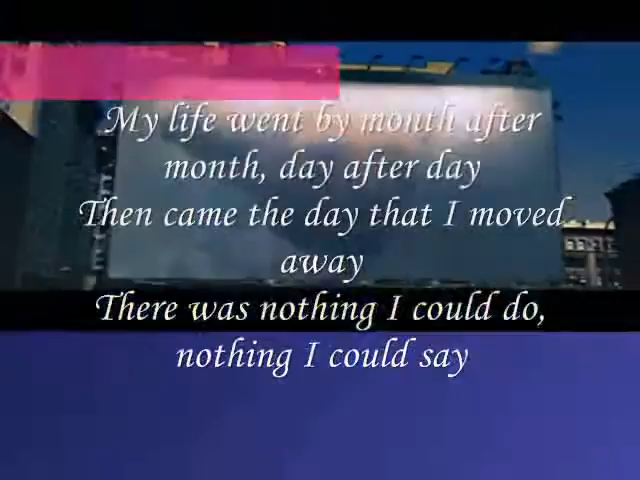 My life went by month after
month, day after day
Then came the day that I moved
away
There was nothing I could do,
nothing I could say